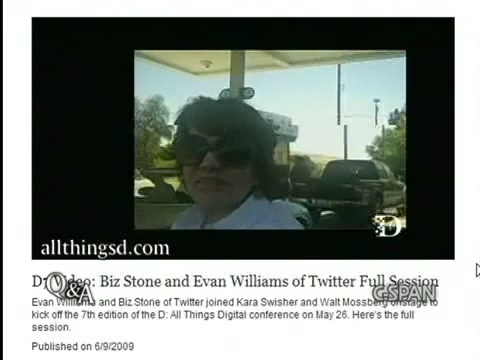 D
allthingsd.com
D7 Video: Biz Stone and Evan Williams of Twitter Full Session
Evan Williams and Biz Stone of Twitter joined Kara Swisher and Walt Mossberg onstage to
kick off the 7th edition of the D: All Things Digital conference on May 26. Here's the full
session.
Q&A
C-SPAN
Published on 6/9/2009